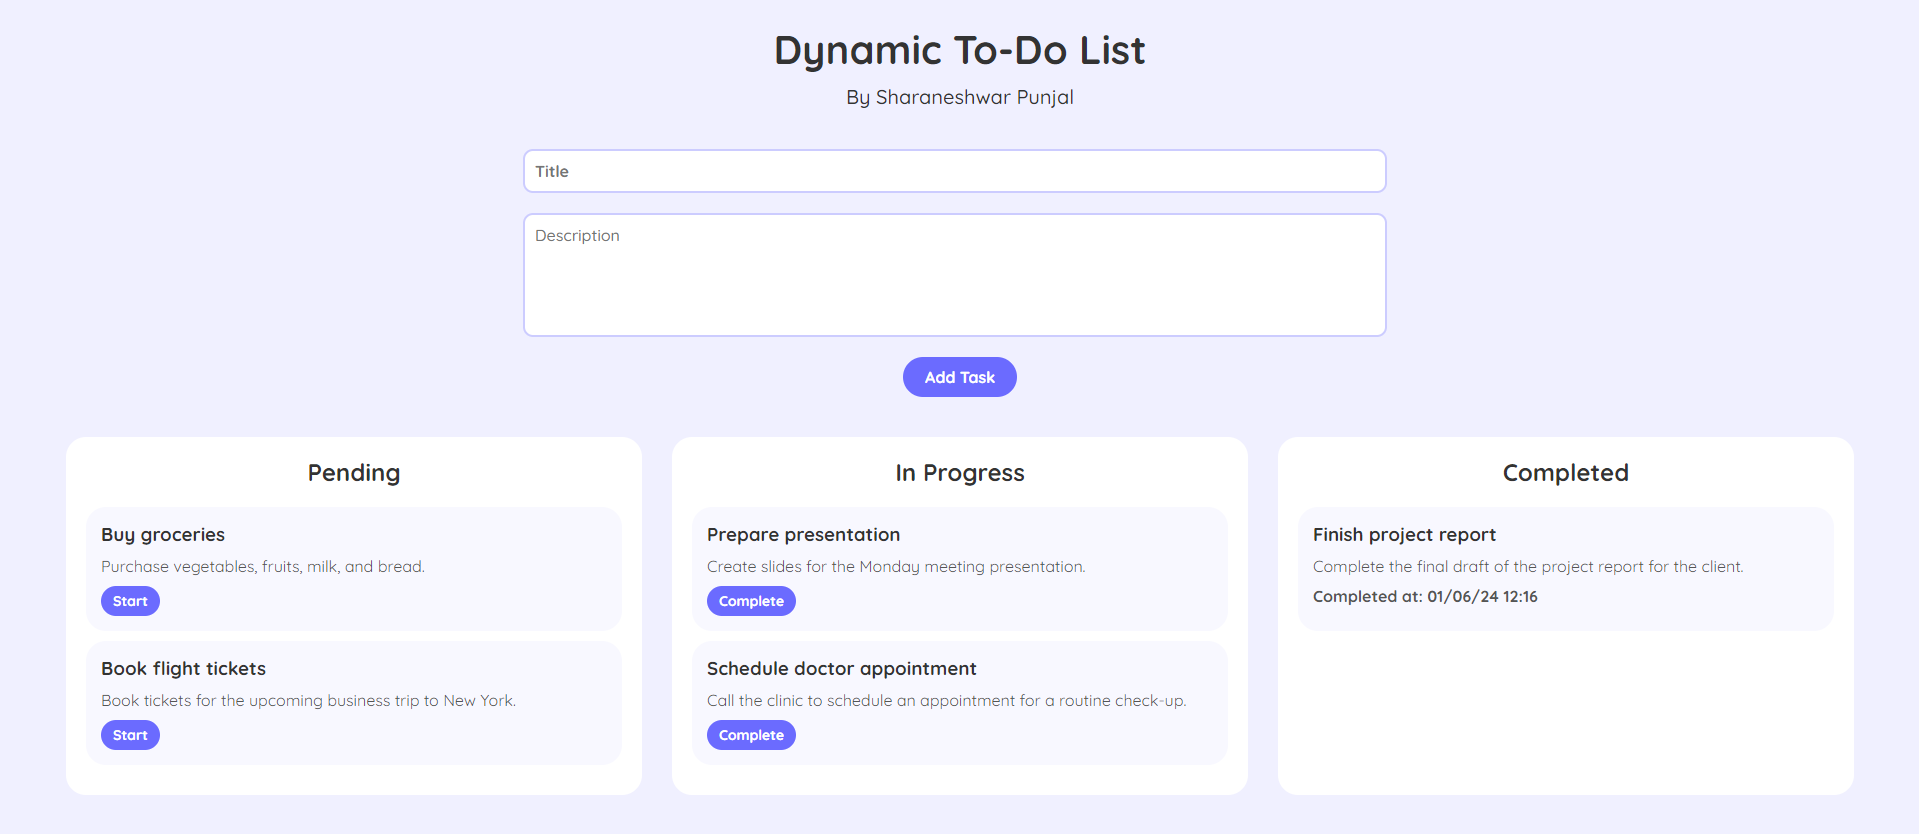 Dynamic To-Do List
By Sharaneshwar Punjal
Title
Description
Add Task
Pending
Buy groceries
Purchase vegetables, fruits, milk, and bread.
Start
Book flight tickets
Book tickets for the upcoming business trip to New York.
Start
In Progress
Prepare presentation
Create slides for the Monday meeting presentation.
Complete
Schedule doctor appointment
Call the clinic to schedule an appointment for a routine check-up.
Complete
Completed
Finish project report
Complete the final draft of the project report for the client.
Completed at: 01/06/24 12:16